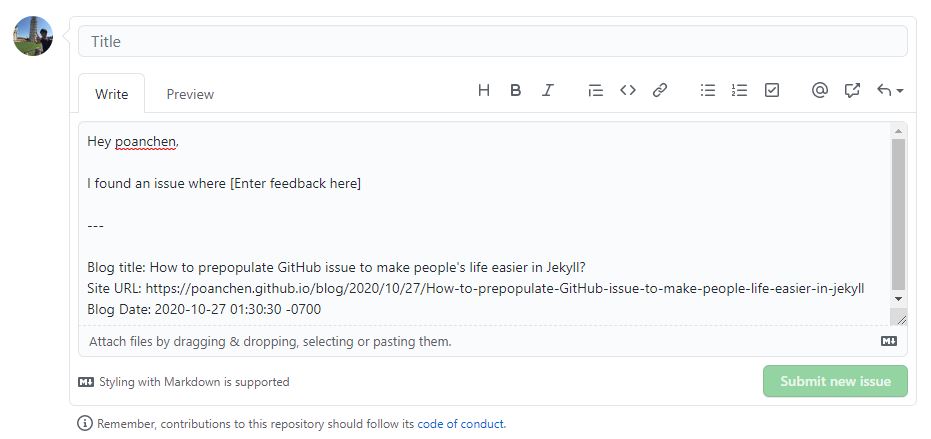 Title
Write Preview H B I
Hey poanchen,
I found an issue where [Enter feedback here]
---
Blog title: How to prepopulate GitHub issue to make people's life easier in Jekyll?
Site URL: https://poanchen.github.io/blog/2020/10/27/How-to-prepopulate-GitHub-issue-to-make-people-life-easier-in-jekyll
Blog Date: 2020-10-27 01:30:30 -0700
Attach files by dragging & dropping, selecting or pasting them.
Styling with Markdown is supported Submit new issue
Remember, contributions to this repository should follow its code of conduct.